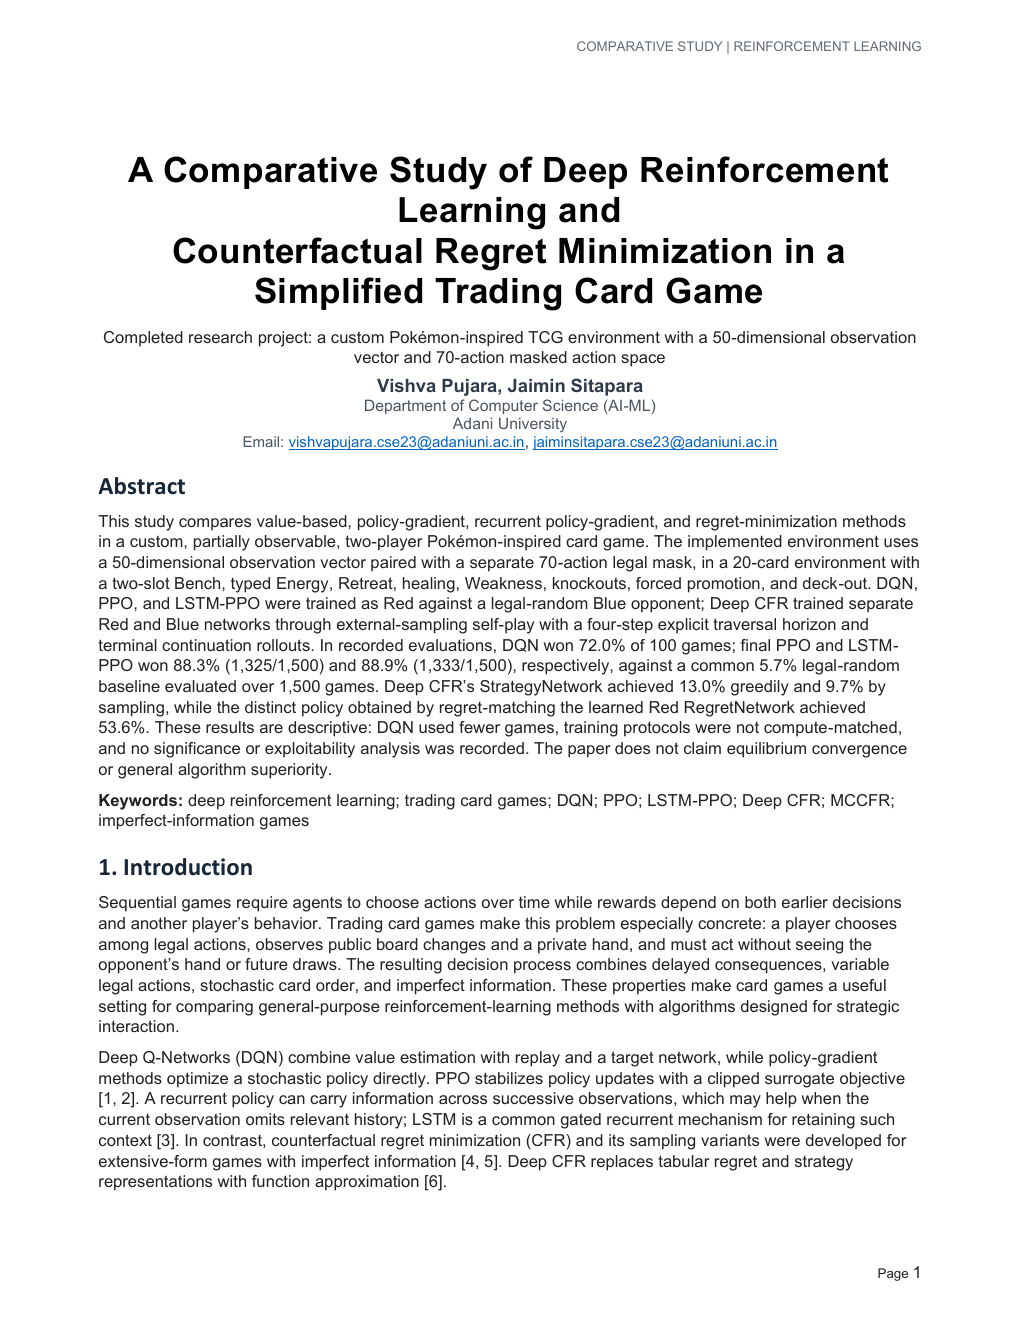 COMPARATIVE STUDY | REINFORCEMENT LEARNING
A Comparative Study of Deep Reinforcement
Learning and
Counterfactual Regret Minimization in a
Simplified Trading Card Game
Completed research project: a custom Pokémon-inspired TCG environment with a 50-dimensional observation
vector and 70-action masked action space
Vishva Pujara, Jaimin Sitapara
Department of Computer Science (AI-ML)
Adani University
Email: vishvapujara.cse23@adaniuni.ac.in, jaiminsitapara.cse23@adaniuni.ac.in
Abstract
This study compares value-based, policy-gradient, recurrent policy-gradient, and regret-minimization methods
in a custom, partially observable, two-player Pokémon-inspired card game. The implemented environment uses
a 50-dimensional observation vector paired with a separate 70-action legal mask, in a 20-card environment with
a two-slot Bench, typed Energy, Retreat, healing, Weakness, knockouts, forced promotion, and deck-out. DQN,
PPO, and LSTM-PPO were trained as Red against a legal-random Blue opponent; Deep CFR trained separate
Red and Blue networks through external-sampling self-play with a four-step explicit traversal horizon and
terminal continuation rollouts. In recorded evaluations, DQN won 72.0% of 100 games; final PPO and LSTM-
PPO won 88.3% (1,325/1,500) and 88.9% (1,333/1,500), respectively, against a common 5.7% legal-random
baseline evaluated over 1,500 games. Deep CFR’s StrategyNetwork achieved 13.0% greedily and 9.7% by
sampling, while the distinct policy obtained by regret-matching the learned Red RegretNetwork achieved
53.6%. These results are descriptive: DQN used fewer games, training protocols were not compute-matched,
and no significance or exploitability analysis was recorded. The paper does not claim equilibrium convergence
or general algorithm superiority.
Keywords: deep reinforcement learning; trading card games; DQN; PPO; LSTM-PPO; Deep CFR; MCCFR;
imperfect-information games
1. Introduction
Sequential games require agents to choose actions over time while rewards depend on both earlier decisions
and another player’s behavior. Trading card games make this problem especially concrete: a player chooses
among legal actions, observes public board changes and a private hand, and must act without seeing the
opponent’s hand or future draws. The resulting decision process combines delayed consequences, variable
legal actions, stochastic card order, and imperfect information. These properties make card games a useful
setting for comparing general-purpose reinforcement-learning methods with algorithms designed for strategic
interaction.
Deep Q-Networks (DQN) combine value estimation with replay and a target network, while policy-gradient
methods optimize a stochastic policy directly. PPO stabilizes policy updates with a clipped surrogate objective
[1, 2]. A recurrent policy can carry information across successive observations, which may help when the
current observation omits relevant history; LSTM is a common gated recurrent mechanism for retaining such
context [3]. In contrast, counterfactual regret minimization (CFR) and its sampling variants were developed for
extensive-form games with imperfect information [4, 5]. Deep CFR replaces tabular regret and strategy
representations with function approximation [6].
Page 1